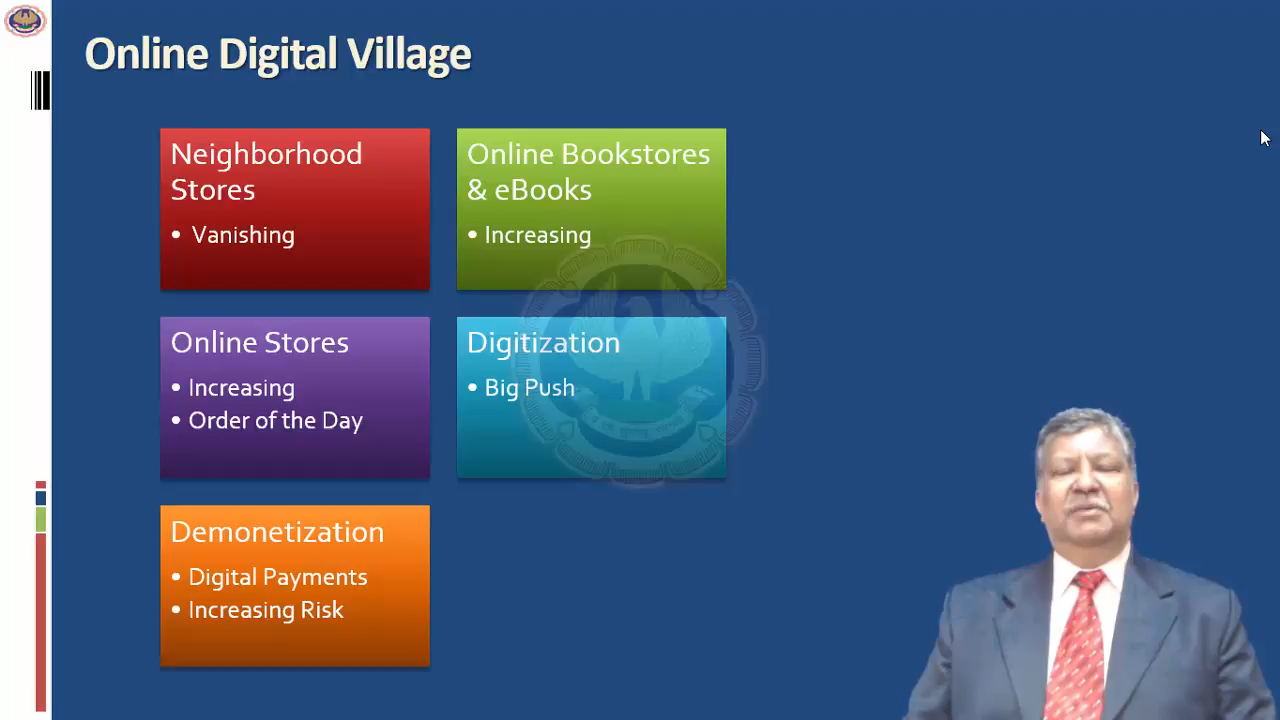 Online Digital Village
Neighborhood
Stores
• Vanishing
Online Bookstores
& eBooks
• Increasing
Online Stores
• Increasing
• Order of the Day
Digitization
• Big Push
Demonetization
• Digital Payments
• Increasing Risk